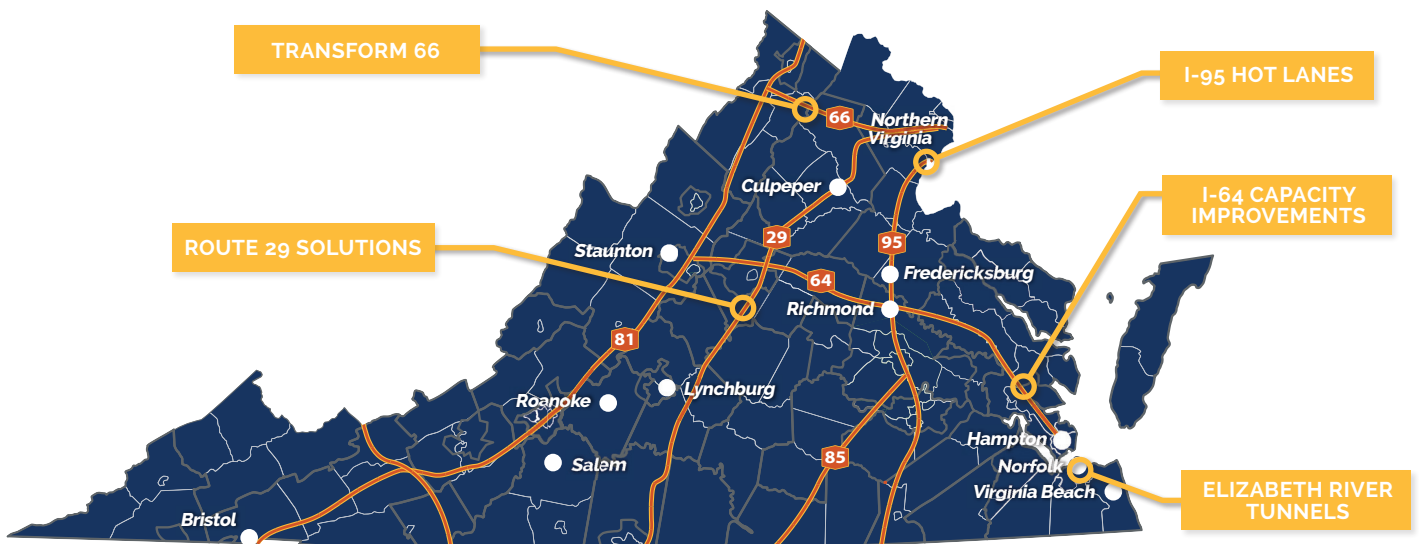 TRANSFORM 66
I-95 HOT LANES
66
Northern
Virginia
Culpeper
I-64 CAPACITY
IMPROVEMENTS
ROUTE 29 SOLUTIONS
29
95
Staunton
Fredericksburg
64
Richmond
81
Lynchburg
Roanoke
Hampton
85
Salem
Norfolk
Virginia Beach
ELIZABETH RIVER
TUNNELS
Bristol